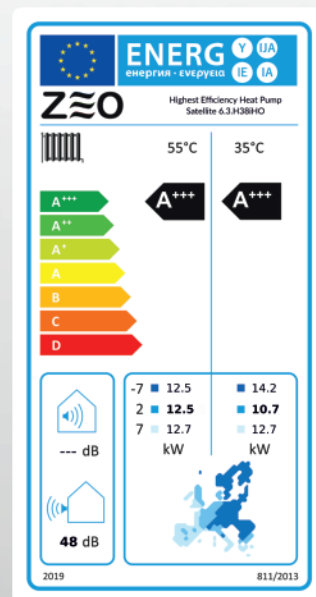 ENERG Y IJA
енергия · ενεργεια IE IA
ZEO
Highest Efficiency Heat Pump
Satellite 6.3.H38iHO
55°C 35°C
A+++ A+++
A+++
A++
A+
A
B
C
D
-7 12.5 14.2
2 12.5 10.7
7 12.7 12.7
kW kW
--- dB
48 dB
2019 811/2013